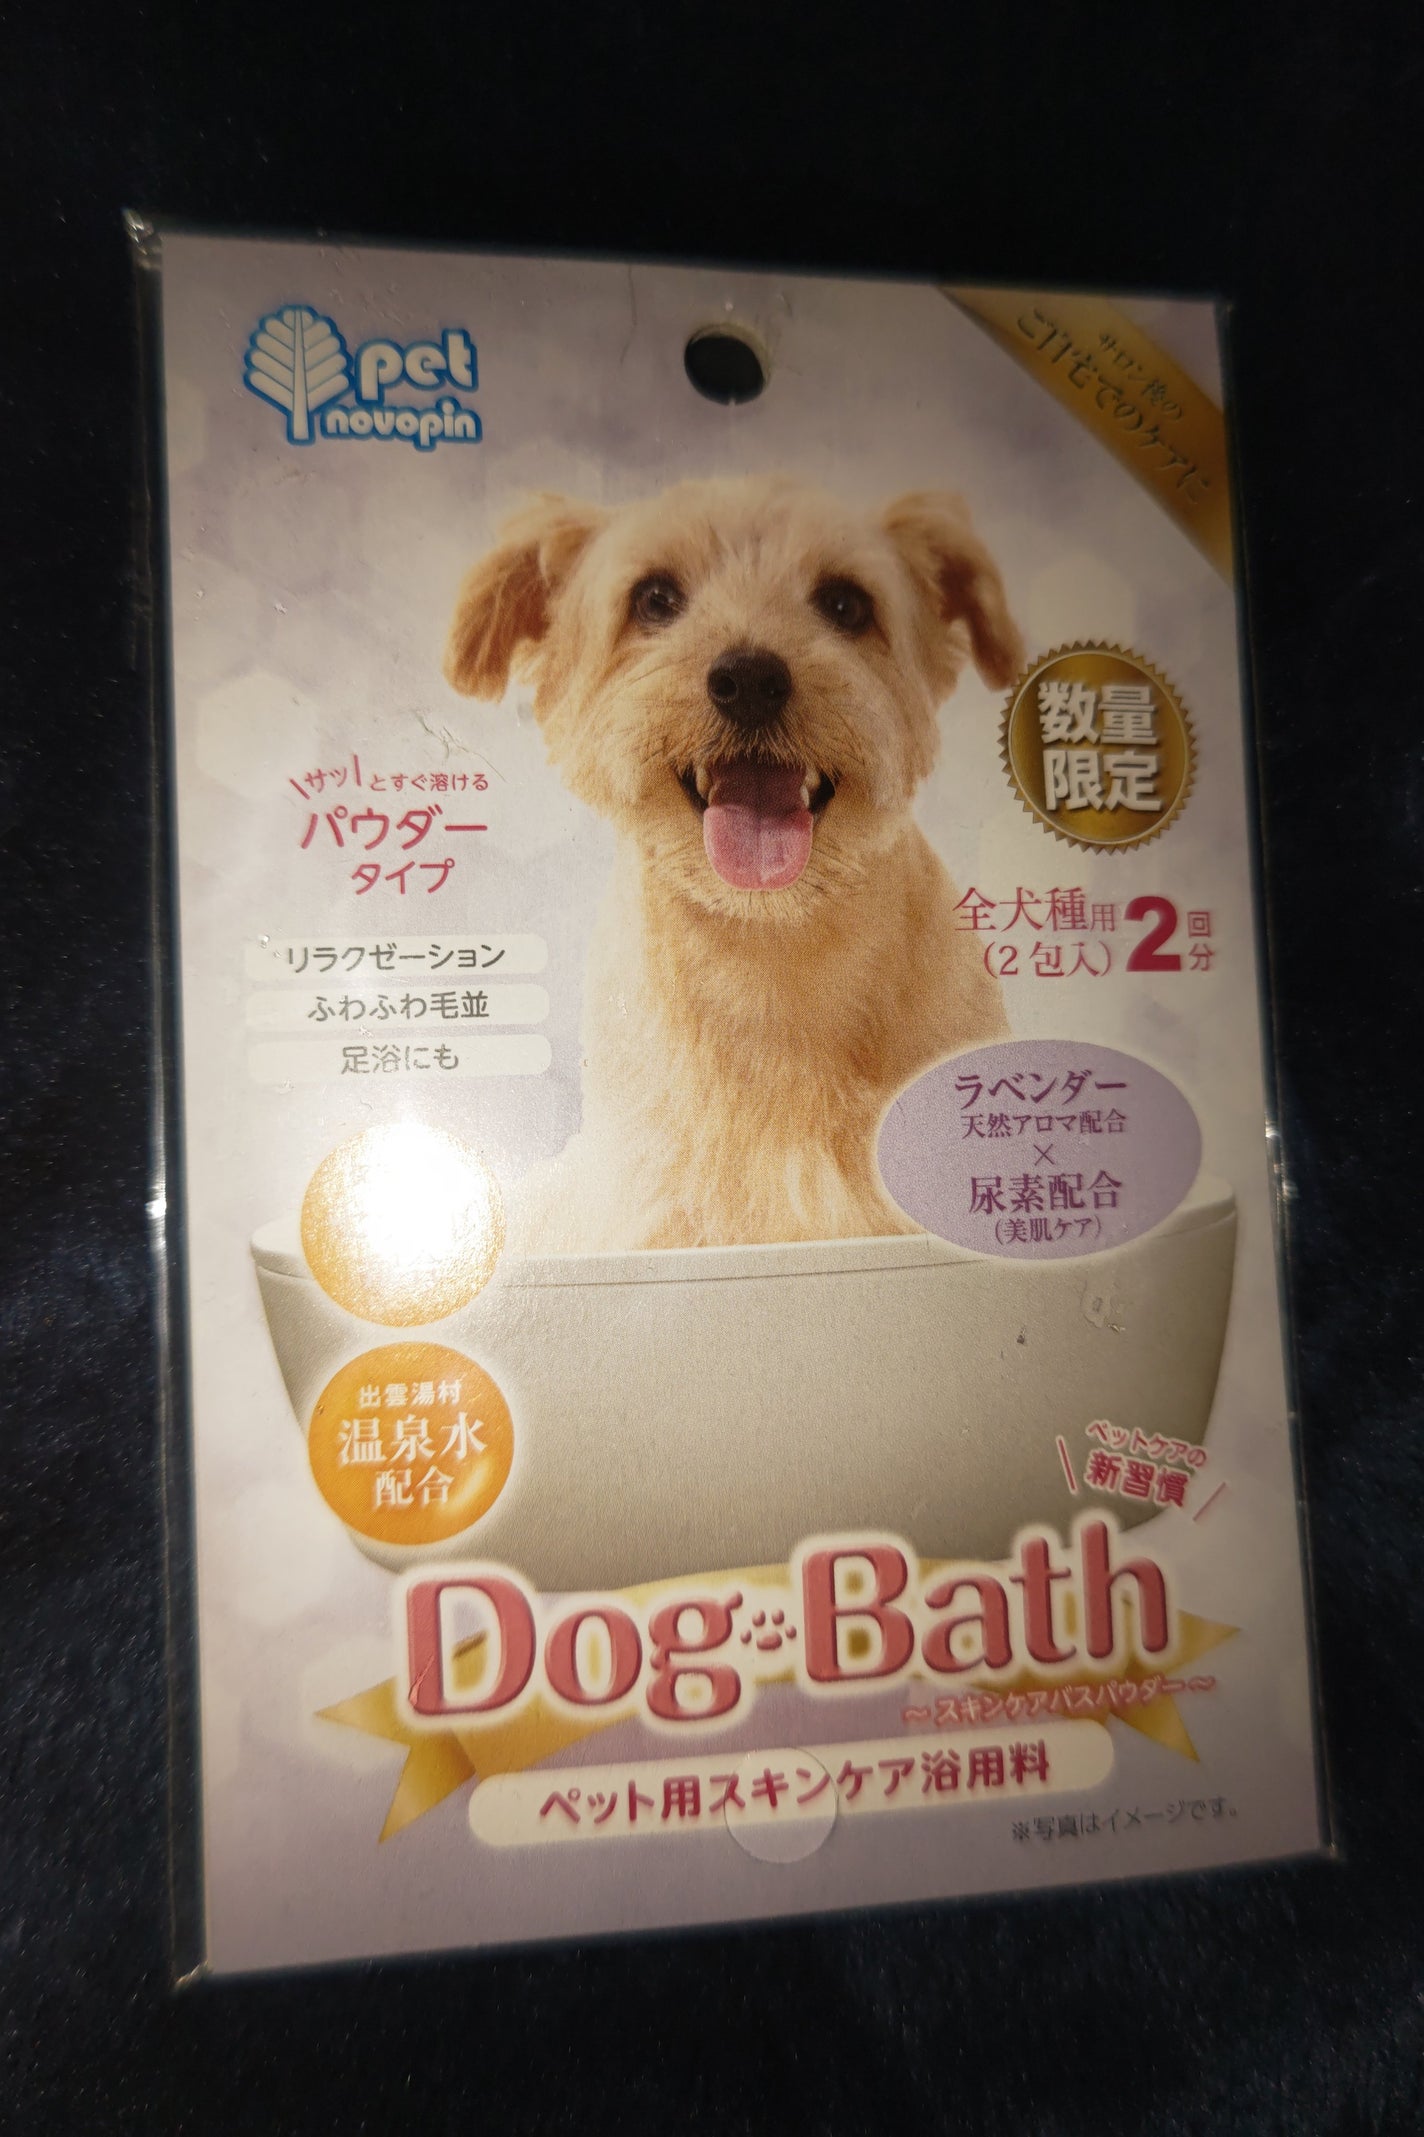 pet
novopin
サロン後の
ご自宅でのケアに
数量
限定
サッとすぐ溶ける
パウダー
タイプ
全犬種用 2回分
(2包入)
リラクゼーション
ふわふわ毛並
足浴にも
ラベンダー
天然アロマ配合
×
尿素配合
(美肌ケア)
出雲湯村
温泉水
配合
ペットケアの
新習慣
Dog Bath
～スキンケアバスパウダー～
ペット用スキンケア浴用料
※写真はイメージです。